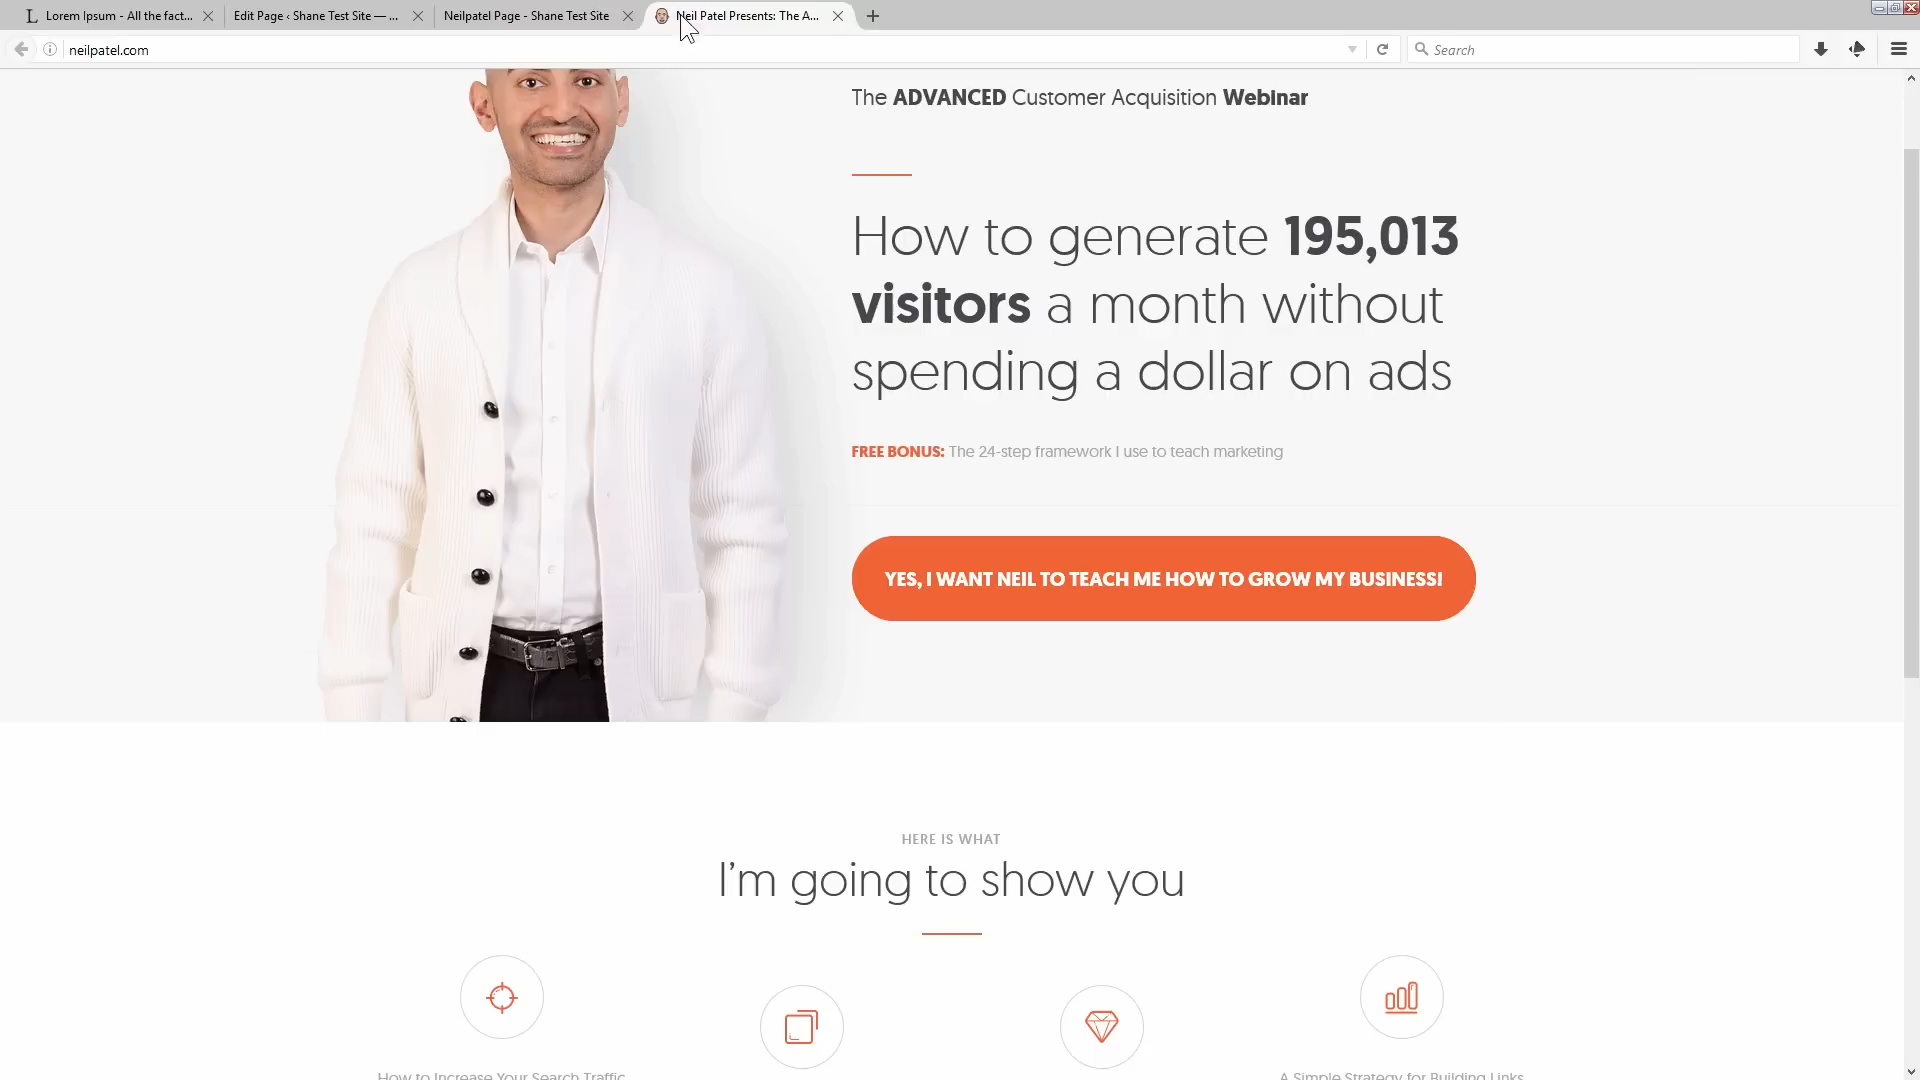 Lorem Ipsum - All the fact...
Edit Page ‹ Shane Test Site — ...
Neilpatel Page - Shane Test Site
Neil Patel Presents: The A...
neilpatel.com
Search
The ADVANCED Customer Acquisition Webinar
How to generate 195,013
visitors a month without
spending a dollar on ads
FREE BONUS: The 24-step framework I use to teach marketing
YES, I WANT NEIL TO TEACH ME HOW TO GROW MY BUSINESS!
HERE IS WHAT
I'm going to show you
How to Increase Your Search Traffic
A Simple Strategy for Building Links